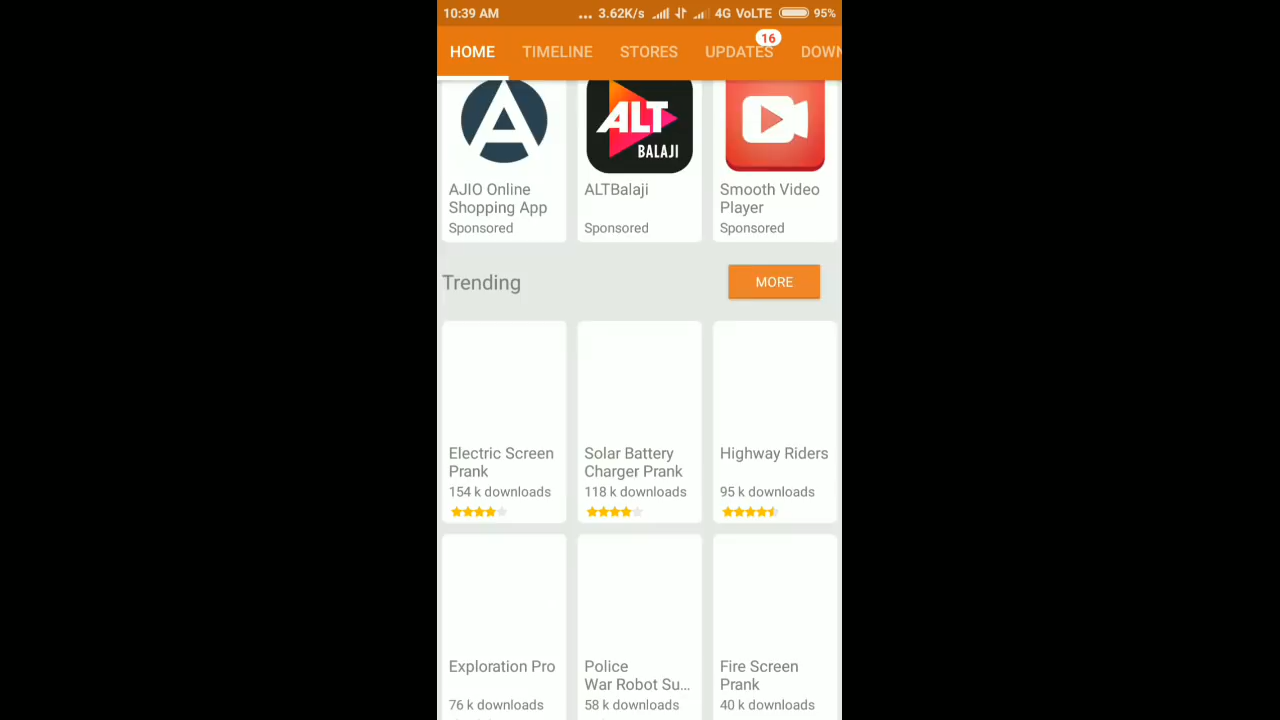 10:39 AM ... 3.62K/s 4G VoLTE 95%
16
HOME TIMELINE STORES UPDATES DOWN
A ALT BALAJI
AJIO Online Shopping App
Sponsored
ALTBalaji
Sponsored
Smooth Video Player
Sponsored
Trending MORE
Electric Screen Prank
154 k downloads
Solar Battery Charger Prank
118 k downloads
Highway Riders
95 k downloads
Exploration Pro
76 k downloads
Police War Robot Su...
58 k downloads
Fire Screen Prank
40 k downloads